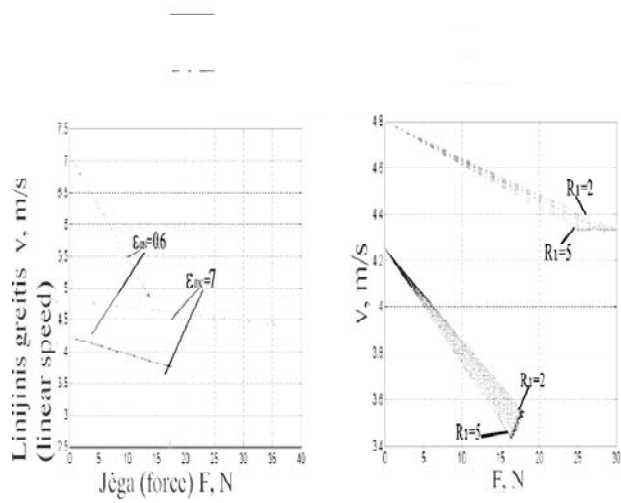 7.5
7
6.5
6
5.5
5
4.5
4
3.5
3
2.5
0 5 10 15 20 25 30 35 40
Linijinis greitis v, m/s
(linear speed)
Jėga (force) F, N
=0.6
=7
4.8
4.6
4.4
4.2
4
3.8
3.6
3.4
0 5 10 15 20 25 30
v, m/s
F, N
R1=2
R1=5
R1=2
R1=5